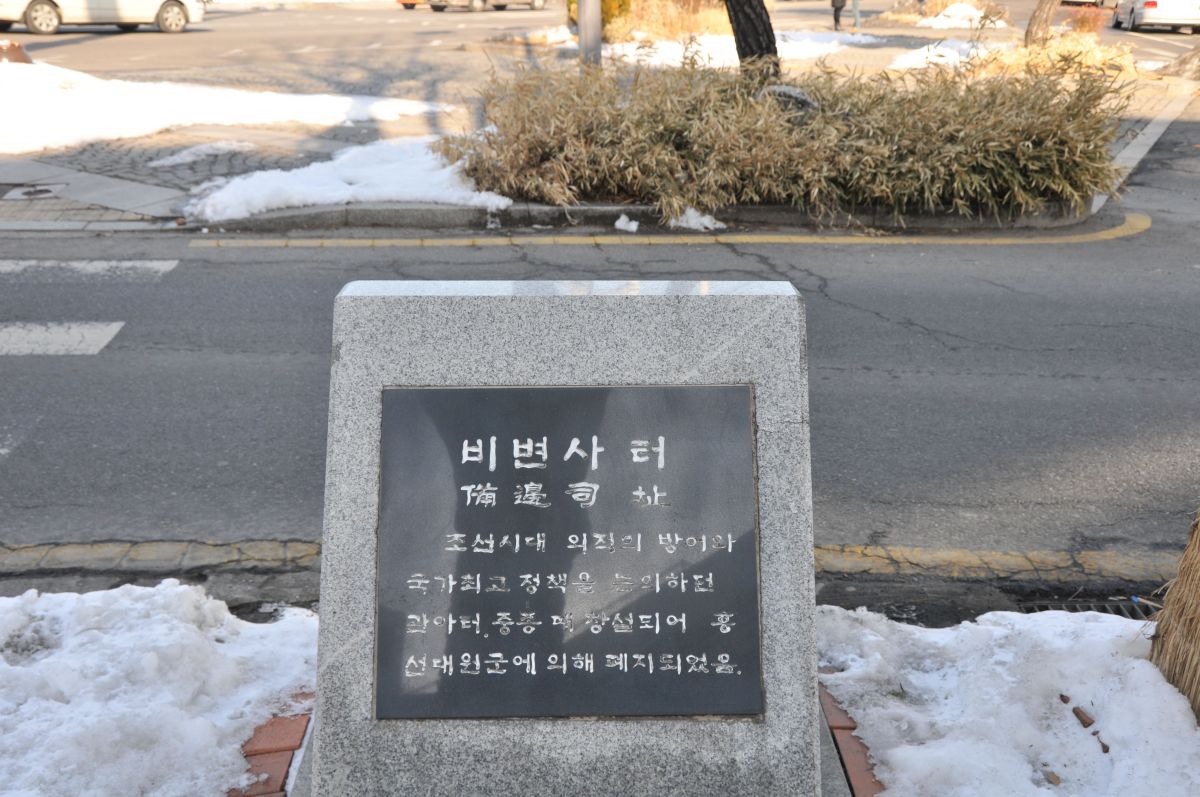 비변사 터
備邊司 址
조선시대 외적의 방어와
국가최고 정책을 논의하던
관아터. 중종 때 창설되어 흥
선대원군에 의해 폐지되었음.